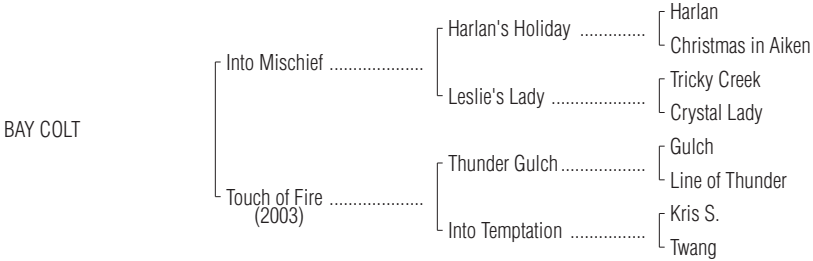 Harlan
Harlan's Holiday ..............
Christmas in Aiken
Into Mischief ....................
Tricky Creek
Leslie's Lady ....................
Crystal Lady
BAY COLT
Gulch
Thunder Gulch..................
Line of Thunder
Touch of Fire ....................
(2003)
Kris S.
Into Temptation ................
Twang